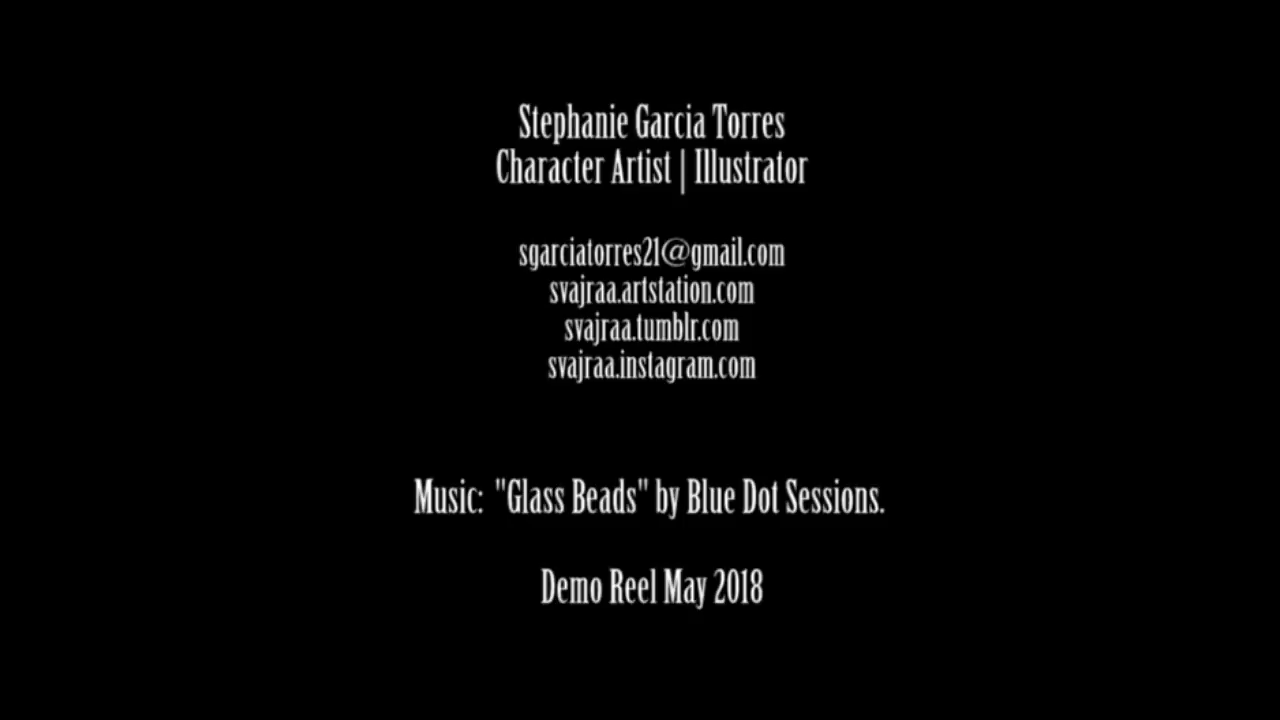 Stephanie Garcia Torres
Character Artist | Illustrator
sgarciatorres21@gmail.com
svajraa.artstation.com
svajraa.tumblr.com
svajraa.instagram.com
Music: "Glass Beads" by Blue Dot Sessions.
Demo Reel May 2018